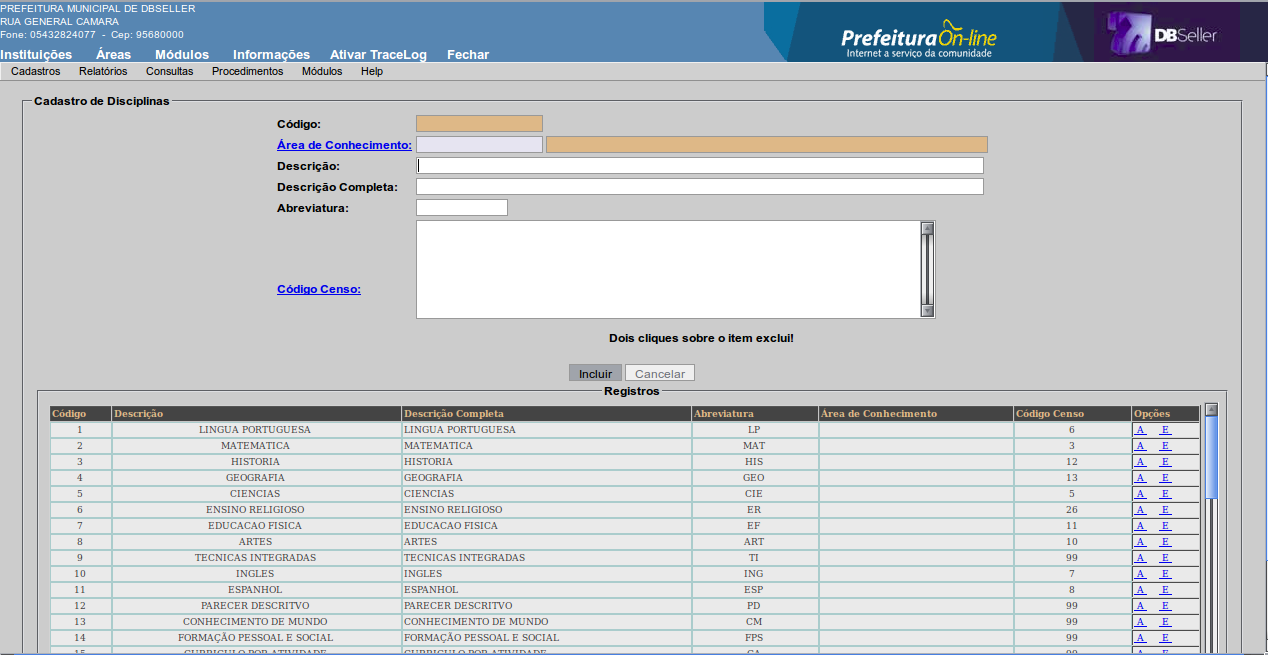 PREFEITURA MUNICIPAL DE DBSELLER
RUA GENERAL CAMARA
Fone: 05432824077 - Cep: 95680000
PrefeituraOn-line
Internet a serviço da comunidade
DBSeller
Instituições Áreas Módulos Informações Ativar TraceLog Fechar
Cadastros Relatórios Consultas Procedimentos Módulos Help
Cadastro de Disciplinas
Código:
Área de Conhecimento:
Descrição:
Descrição Completa:
Abreviatura:
Código Censo:
Dois cliques sobre o item exclui!
Incluir Cancelar
Registros
Código Descrição Descrição Completa Abreviatura Área de Conhecimento Código Censo Opções
1 LINGUA PORTUGUESA LINGUA PORTUGUESA LP 6 A E
2 MATEMATICA MATEMATICA MAT 3 A E
3 HISTORIA HISTORIA HIS 12 A E
4 GEOGRAFIA GEOGRAFIA GEO 13 A E
5 CIENCIAS CIENCIAS CIE 5 A E
6 ENSINO RELIGIOSO ENSINO RELIGIOSO ER 26 A E
7 EDUCACAO FISICA EDUCACAO FISICA EF 11 A E
8 ARTES ARTES ART 10 A E
9 TECNICAS INTEGRADAS TECNICAS INTEGRADAS TI 99 A E
10 INGLES INGLES ING 7 A E
11 ESPANHOL ESPANHOL ESP 8 A E
12 PARECER DESCRITVO PARECER DESCRITVO PD 99 A E
13 CONHECIMENTO DE MUNDO CONHECIMENTO DE MUNDO CM 99 A E
14 FORMAÇÃO PESSOAL E SOCIAL FORMAÇÃO PESSOAL E SOCIAL FPS 99 A E
15 CURRICULO POR ATIVIDADE CURRICULO POR ATIVIDADE CA 99 A E